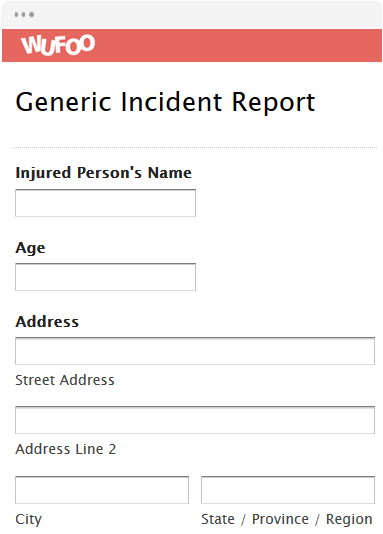 WUFOO
Generic Incident Report
Injured Person's Name
Age
Address
Street Address
Address Line 2
City State / Province / Region